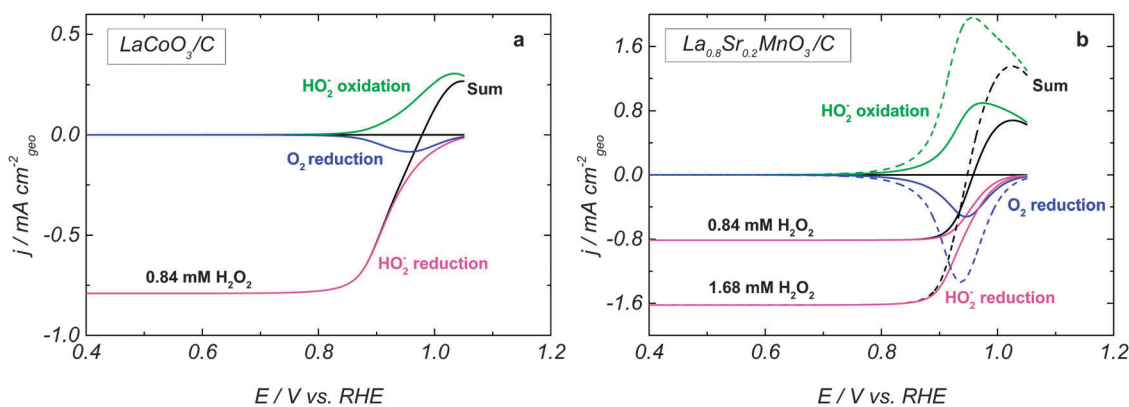 LaCoO₃/C
a
HO₂⁻ oxidation
Sum
O₂ reduction
HO₂⁻ reduction
0.84 mM H₂O₂
0.5
0.0
-0.5
-1.0
0.4 0.6 0.8 1.0 1.2
j / mA cm⁻² geo
E / V vs. RHE
La₀.₈Sr₀.₂MnO₃/C
b
HO₂⁻ oxidation
Sum
O₂ reduction
0.84 mM H₂O₂
1.68 mM H₂O₂
HO₂⁻ reduction
1.6
0.8
0.0
-0.8
-1.6
0.4 0.6 0.8 1.0 1.2
j / mA cm⁻² geo
E / V vs. RHE